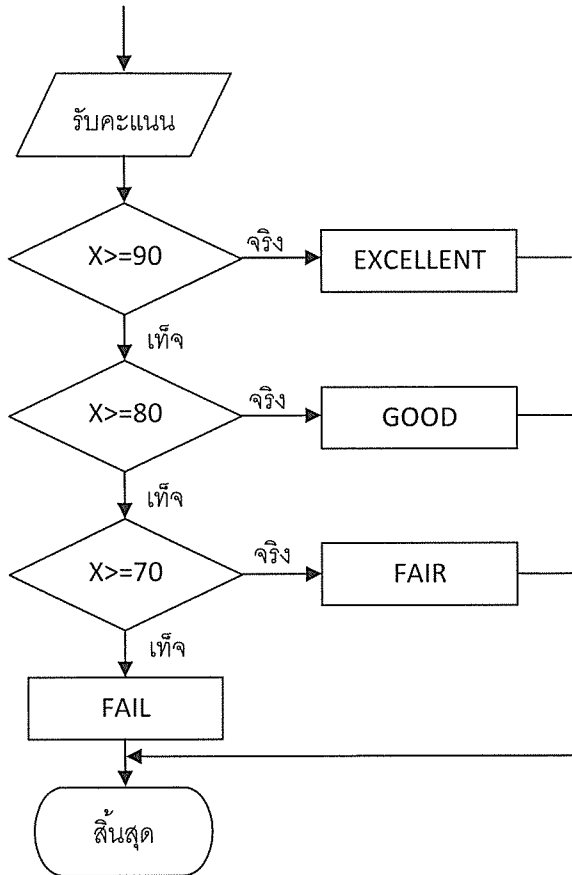 รับคะแนน
X>=90
จริง
EXCELLENT
เท็จ
X>=80
จริง
GOOD
เท็จ
X>=70
จริง
FAIR
เท็จ
FAIL
สิ้นสุด